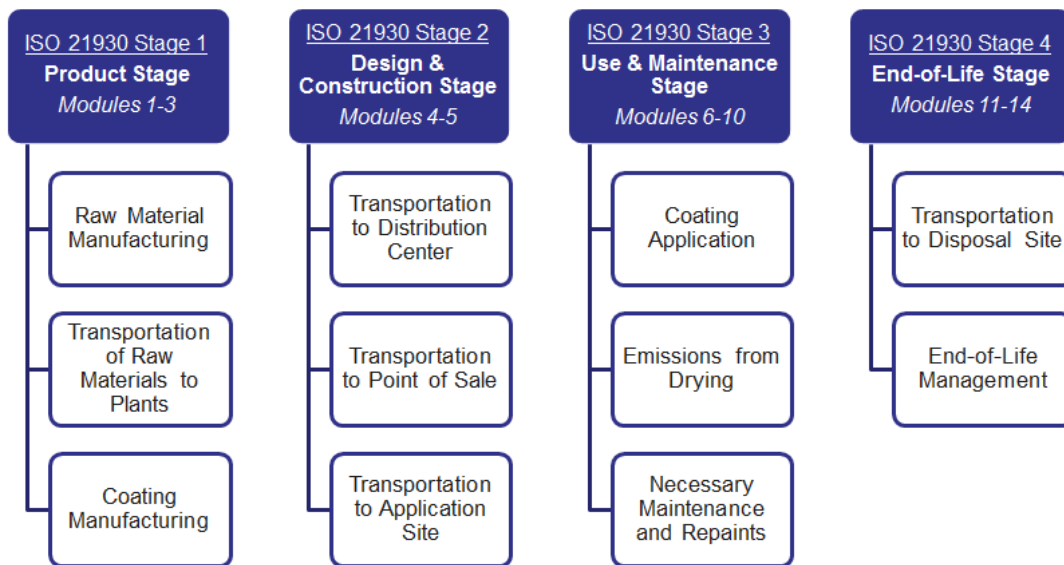 ISO 21930 Stage 1
Product Stage
Modules 1-3
Raw Material
Manufacturing
Transportation
of Raw
Materials to
Plants
Coating
Manufacturing
ISO 21930 Stage 2
Design &
Construction Stage
Modules 4-5
Transportation
to Distribution
Center
Transportation
to Point of Sale
Transportation
to Application
Site
ISO 21930 Stage 3
Use & Maintenance
Stage
Modules 6-10
Coating
Application
Emissions from
Drying
Necessary
Maintenance
and Repaints
ISO 21930 Stage 4
End-of-Life Stage
Modules 11-14
Transportation
to Disposal Site
End-of-Life
Management